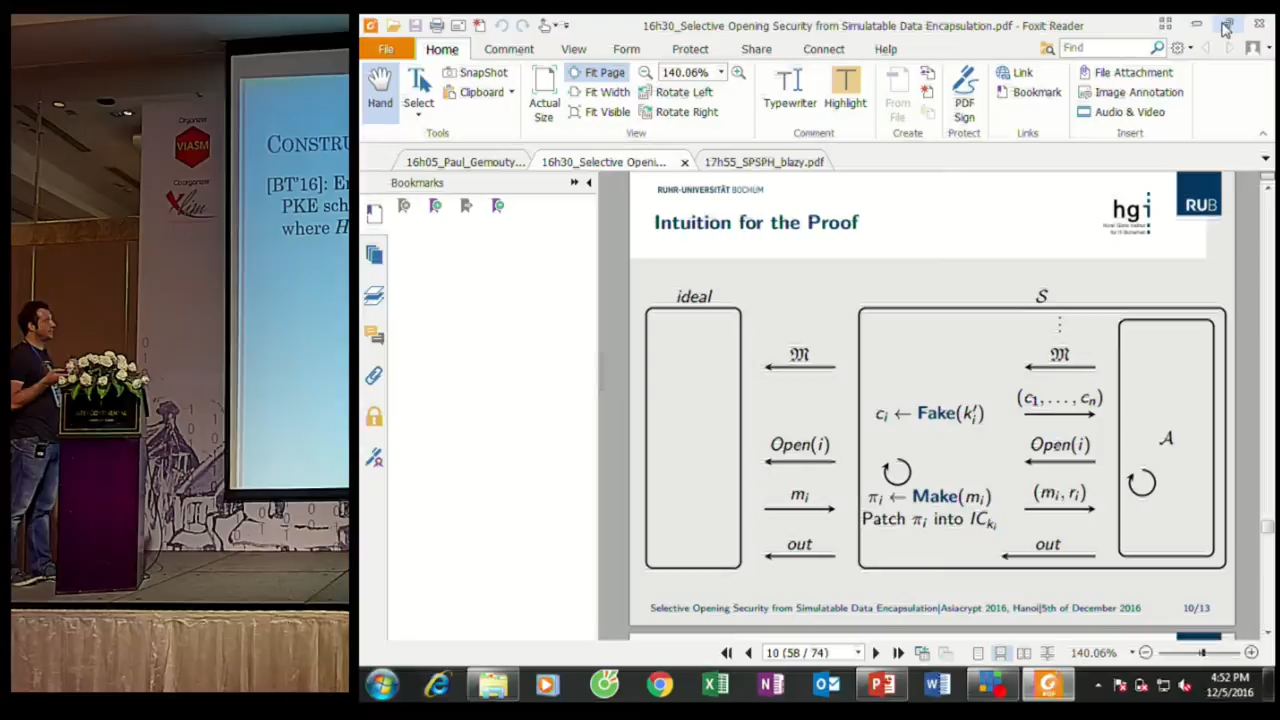 Organizer
VIASM
Co-organizer
Xlim
CONSTRU
[BT'16]: En
PKE sch
where H
16h30_Selective Opening Security from Simulatable Data Encapsulation.pdf - Foxit Reader
File Home Comment View Form Protect Share Connect Help Find
Hand
Select
SnapShot
Clipboard
Tools
Actual Size
Fit Page
Fit Width
Fit Visible
140.06%
Rotate Left
Rotate Right
View
Typewriter
Highlight
Comment
From File
Create
PDF Sign
Protect
Link
Bookmark
Links
File Attachment
Image Annotation
Audio & Video
Insert
16h05_Paul_Gemouty... 16h30_Selective Openi... 17h55_SPSPH_blazy.pdf
Bookmarks
RUHR-UNIVERSITÄT BOCHUM
Intuition for the Proof
hgi
RUB
ideal
S
⋮
𝔐 𝔐
(c₁, …, cₙ)
cᵢ ← Fake(k′ᵢ)
A
Open(i) Open(i)
mᵢ
πᵢ ← Make(mᵢ)
(mᵢ, rᵢ)
Patch πᵢ into IC_kᵢ
out out
Selective Opening Security from Simulatable Data Encapsulation|Asiacrypt 2016, Hanoi|5th of December 2016 10/13
10 (58 / 74)
140.06%
4:52 PM
12/5/2016